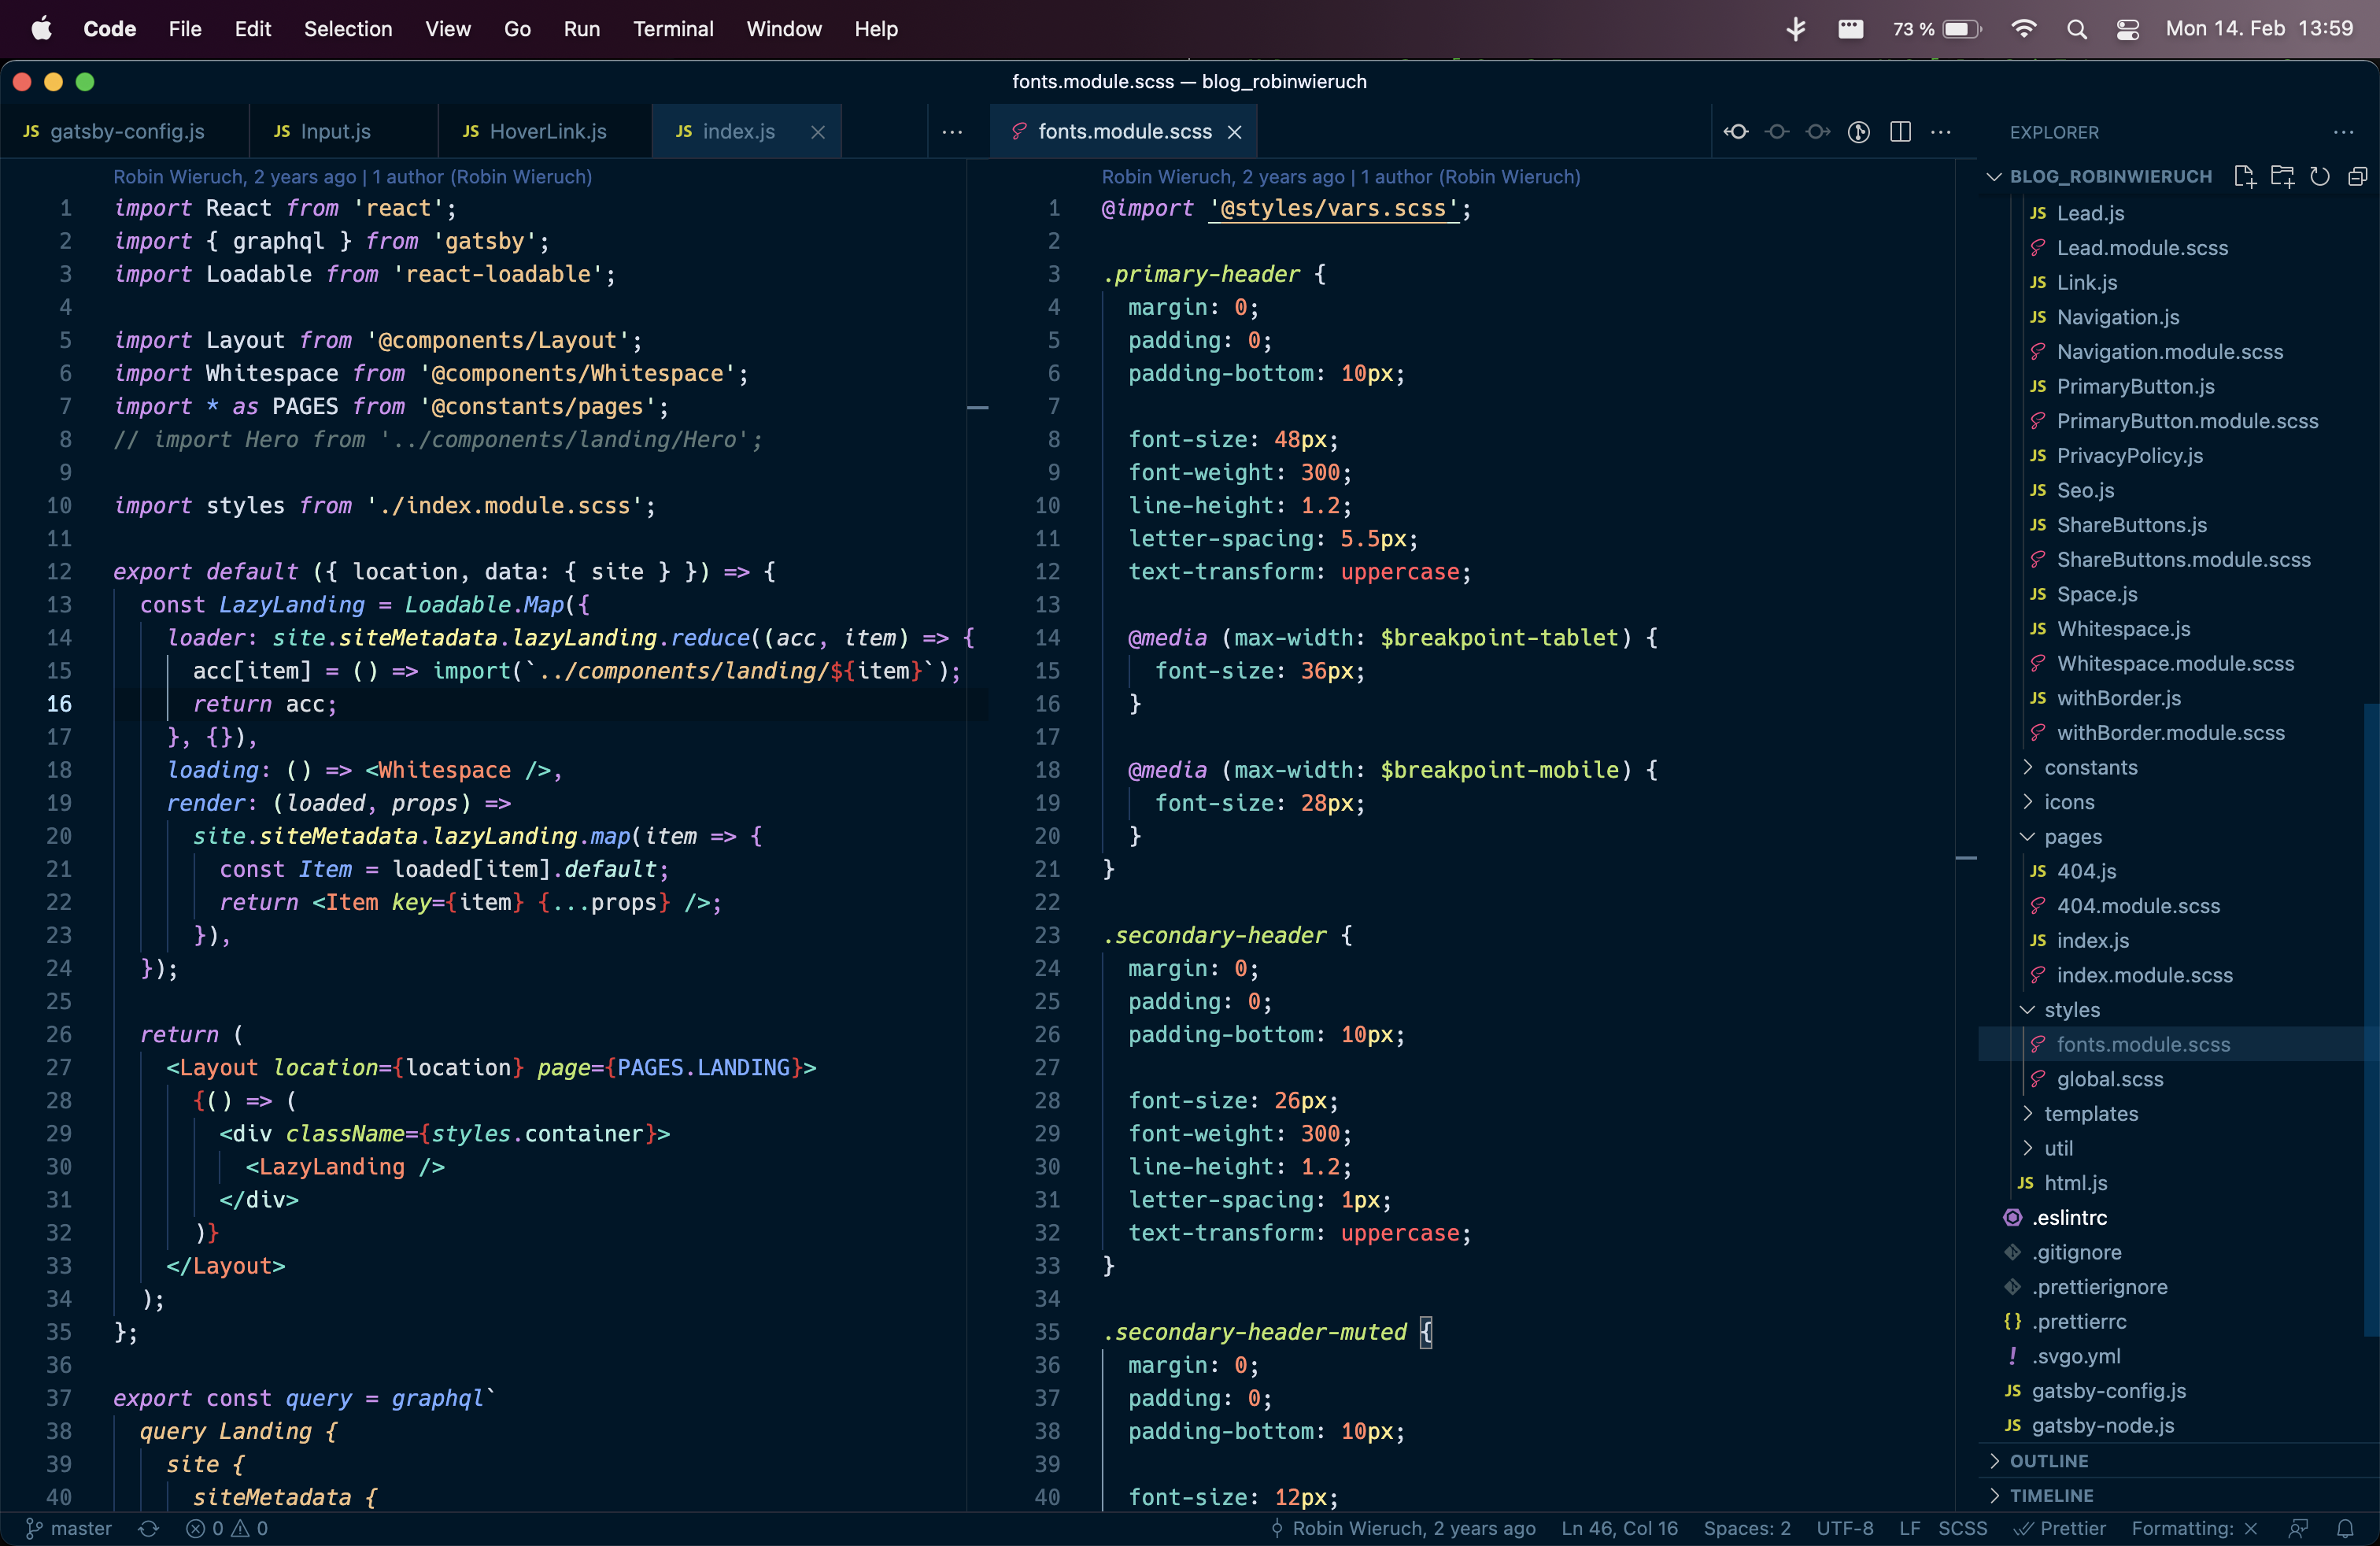 Code File Edit Selection View Go Run Terminal Window Help 73 % Mon 14. Feb 13:59
fonts.module.scss — blog_robinwieruch
JS gatsby-config.js JS Input.js JS HoverLink.js JS index.js
Robin Wieruch, 2 years ago | 1 author (Robin Wieruch)
1 import React from 'react';
2 import { graphql } from 'gatsby';
3 import Loadable from 'react-loadable';
4
5 import Layout from '@components/Layout';
6 import Whitespace from '@components/Whitespace';
7 import * as PAGES from '@constants/pages';
8 // import Hero from '../components/landing/Hero';
9
10 import styles from './index.module.scss';
11
12 export default ({ location, data: { site } }) => {
13 const LazyLanding = Loadable.Map({
14 loader: site.siteMetadata.lazyLanding.reduce((acc, item) => {
15 acc[item] = () => import(`../components/landing/${item}`);
16 return acc;
17 }, {}),
18 loading: () => <Whitespace />,
19 render: (loaded, props) =>
20 site.siteMetadata.lazyLanding.map(item => {
21 const Item = loaded[item].default;
22 return <Item key={item} {...props} />;
23 }),
24 });
25
26 return (
27 <Layout location={location} page={PAGES.LANDING}>
28 {() => (
29 <div className={styles.container}>
30 <LazyLanding />
31 </div>
32 )}
33 </Layout>
34 );
35 };
36
37 export const query = graphql`
38 query Landing {
39 site {
40 siteMetadata {
fonts.module.scss
Robin Wieruch, 2 years ago | 1 author (Robin Wieruch)
1 @import '@styles/vars.scss';
2
3 .primary-header {
4 margin: 0;
5 padding: 0;
6 padding-bottom: 10px;
7
8 font-size: 48px;
9 font-weight: 300;
10 line-height: 1.2;
11 letter-spacing: 5.5px;
12 text-transform: uppercase;
13
14 @media (max-width: $breakpoint-tablet) {
15 font-size: 36px;
16 }
17
18 @media (max-width: $breakpoint-mobile) {
19 font-size: 28px;
20 }
21 }
22
23 .secondary-header {
24 margin: 0;
25 padding: 0;
26 padding-bottom: 10px;
27
28 font-size: 26px;
29 font-weight: 300;
30 line-height: 1.2;
31 letter-spacing: 1px;
32 text-transform: uppercase;
33 }
34
35 .secondary-header-muted {
36 margin: 0;
37 padding: 0;
38 padding-bottom: 10px;
39
40 font-size: 12px;
EXPLORER
BLOG_ROBINWIERUCH
JS Lead.js
Lead.module.scss
JS Link.js
JS Navigation.js
Navigation.module.scss
JS PrimaryButton.js
PrimaryButton.module.scss
JS PrivacyPolicy.js
JS Seo.js
JS ShareButtons.js
ShareButtons.module.scss
JS Space.js
JS Whitespace.js
Whitespace.module.scss
JS withBorder.js
withBorder.module.scss
constants
icons
pages
JS 404.js
404.module.scss
JS index.js
index.module.scss
styles
fonts.module.scss
global.scss
templates
util
JS html.js
.eslintrc
.gitignore
.prettierignore
{} .prettierrc
! .svgo.yml
JS gatsby-config.js
JS gatsby-node.js
OUTLINE
TIMELINE
master 0 0 Robin Wieruch, 2 years ago Ln 46, Col 16 Spaces: 2 UTF-8 LF SCSS Prettier Formatting: ×